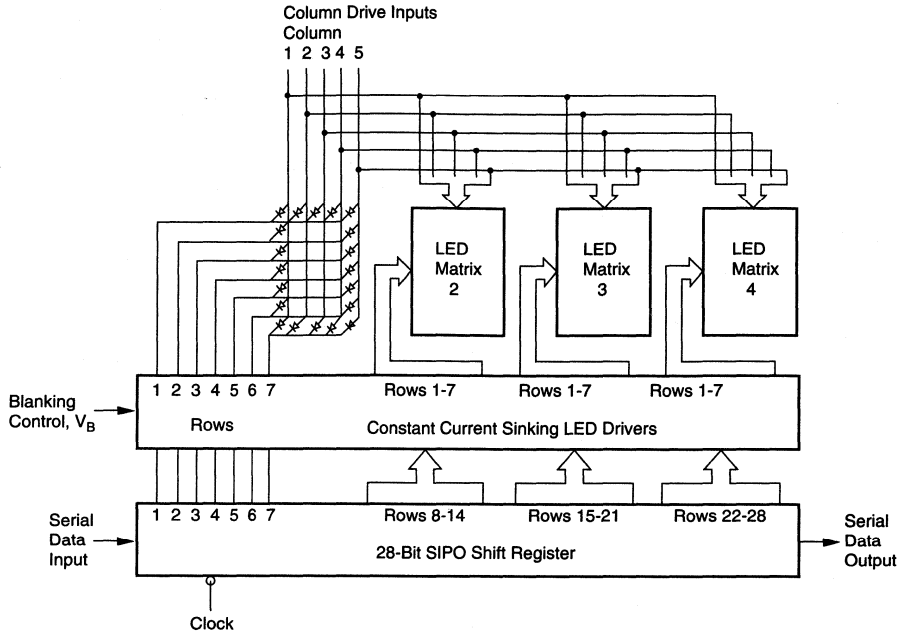 Column Drive Inputs
Column
1 2 3 4 5
LED
Matrix
2
LED
Matrix
3
LED
Matrix
4
1 2 3 4 5 6 7
Rows 1-7
Rows 1-7
Rows 1-7
Blanking
Control, VB
Rows
Constant Current Sinking LED Drivers
1 2 3 4 5 6 7
Rows 8-14
Rows 15-21
Rows 22-28
Serial
Data
Input
28-Bit SIPO Shift Register
Serial
Data
Output
Clock